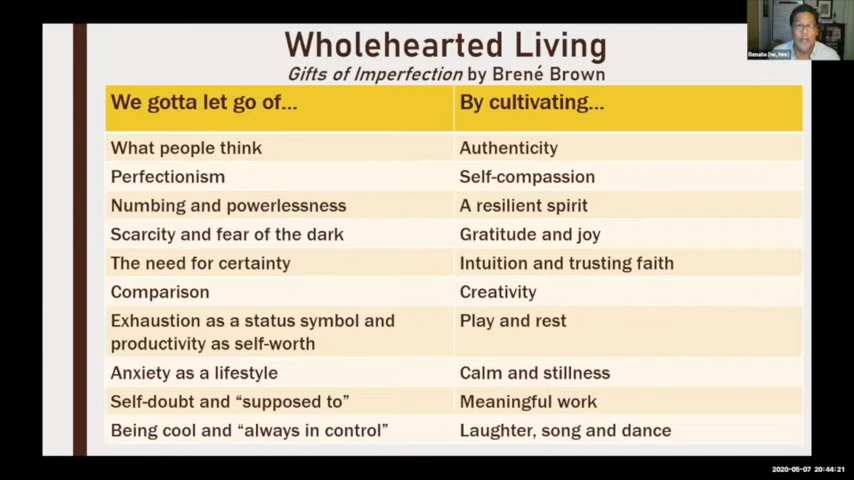 Wholehearted Living
Gifts of Imperfection by Brené Brown
We gotta let go of... By cultivating...
What people think Authenticity
Perfectionism Self-compassion
Numbing and powerlessness A resilient spirit
Scarcity and fear of the dark Gratitude and joy
The need for certainty Intuition and trusting faith
Comparison Creativity
Exhaustion as a status symbol and Play and rest
productivity as self-worth
Anxiety as a lifestyle Calm and stillness
Self-doubt and “supposed to” Meaningful work
Being cool and “always in control” Laughter, song and dance
Renato (he, him)
2020-05-07 20:44:21